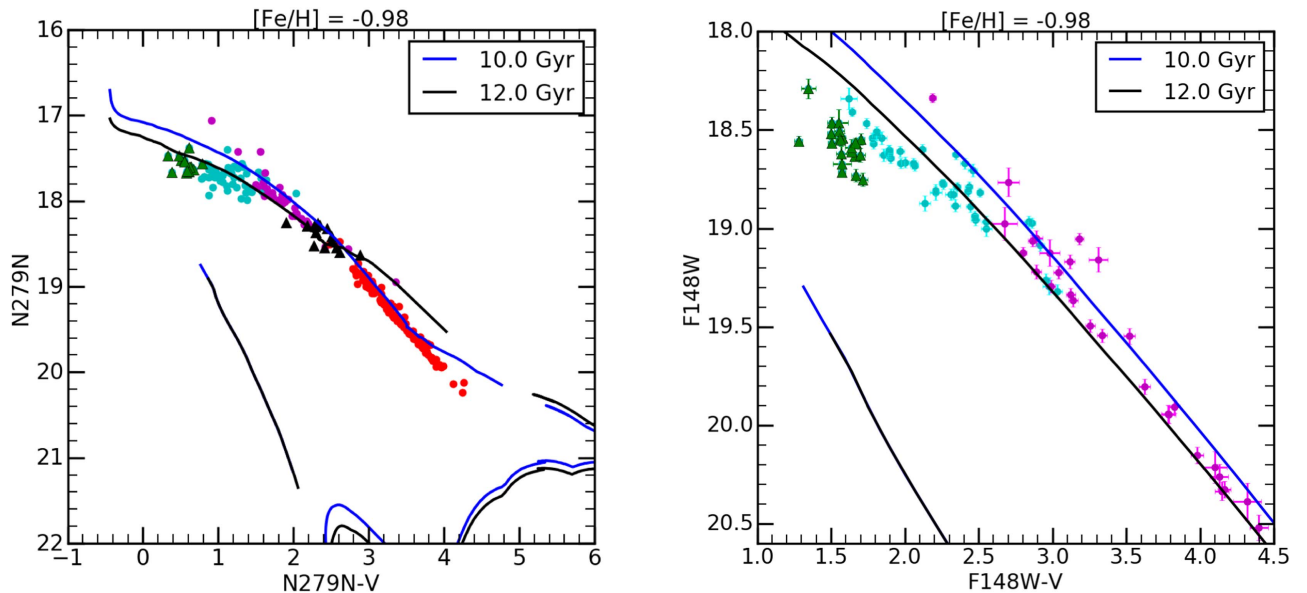 [Fe/H] = -0.98
10.0 Gyr
12.0 Gyr
16
17
18
19
20
21
22
N279N
−1
0
1
2
3
4
5
6
N279N-V
[Fe/H] = -0.98
10.0 Gyr
12.0 Gyr
18.0
18.5
19.0
19.5
20.0
20.5
F148W
1.0
1.5
2.0
2.5
3.0
3.5
4.0
4.5
F148W-V